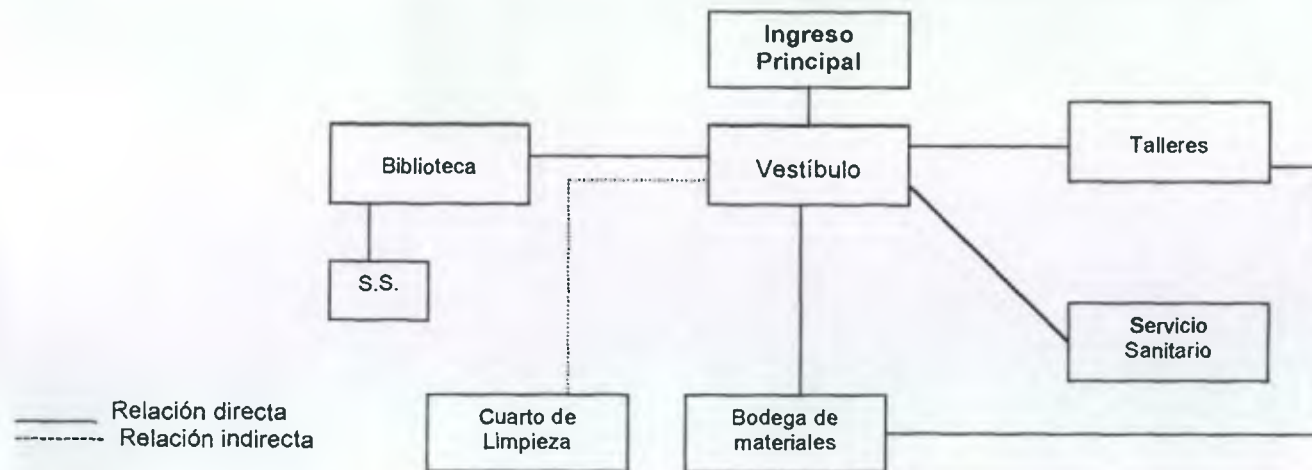 Ingreso
Principal
Biblioteca
Vestíbulo
Talleres
S.S.
Servicio
Sanitario
Cuarto de
Limpieza
Bodega de
materiales
Relación directa
Relación indirecta